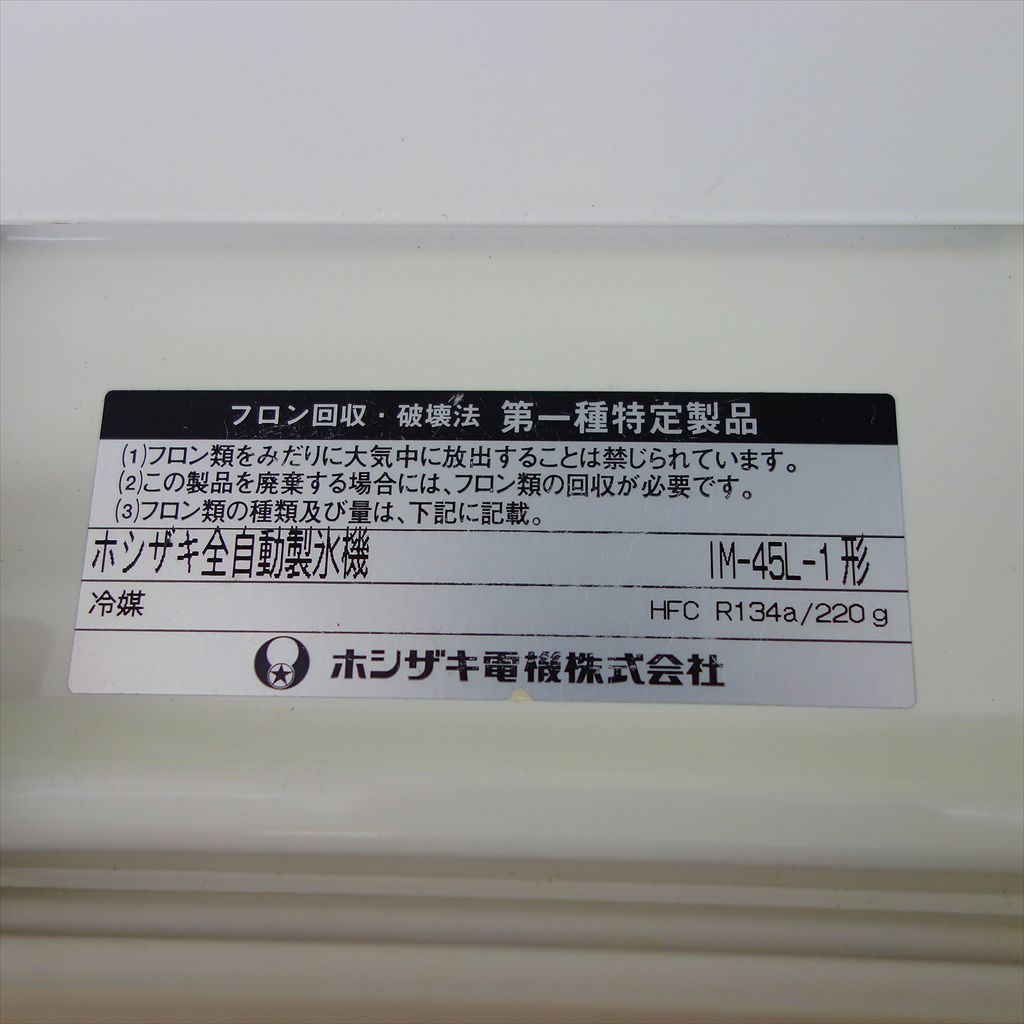 フロン回収・破壊法 第一種特定製品
(1)フロン類をみだりに大気中に放出することは禁じられています。
(2)この製品を廃棄する場合には、フロン類の回収が必要です。
(3)フロン類の種類及び量は、下記に記載。
ホシザキ全自動製氷機 IM-45L-1形
冷媒 HFC R134a/220g
ホシザキ電機株式会社